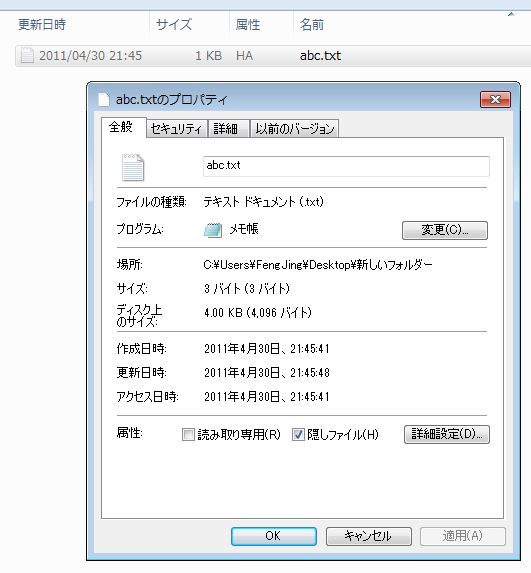 更新日時 サイズ 属性 名前
2011/04/30 21:45 1 KB HA abc.txt
abc.txtのプロパティ
全般 セキュリティ 詳細 以前のバージョン
abc.txt
ファイルの種類: テキスト ドキュメント (.txt)
プログラム: メモ帳 変更(C)...
場所: C:¥Users¥FengJing¥Desktop¥新しいフォルダー
サイズ: 3 バイト (3 バイト)
ディスク上
のサイズ: 4.00 KB (4,096 バイト)
作成日時: 2011年4月30日、21:45:41
更新日時: 2011年4月30日、21:45:48
アクセス日時: 2011年4月30日、21:45:41
属性: 読み取り専用(R) 隠しファイル(H) 詳細設定(D)...
OK キャンセル 適用(A)